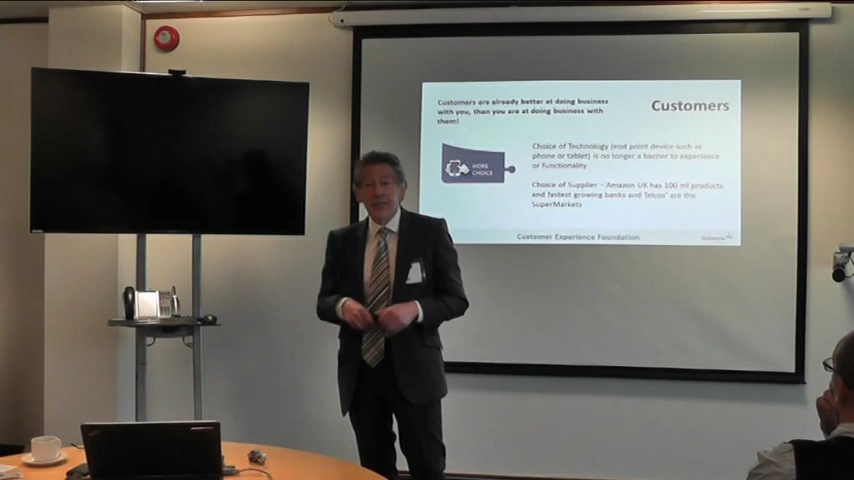 Customers are already better at doing business
with you, than you are at doing business with
them!
Customers
MORE
CHOICE
Choice of Technology (end point device such as
phone or tablet) is no longer a barrier to experience
or functionality
Choice of Supplier – Amazon UK has 100 ml products
and fastest growing banks and Telcos' are the
SuperMarkets
Customer Experience Foundation